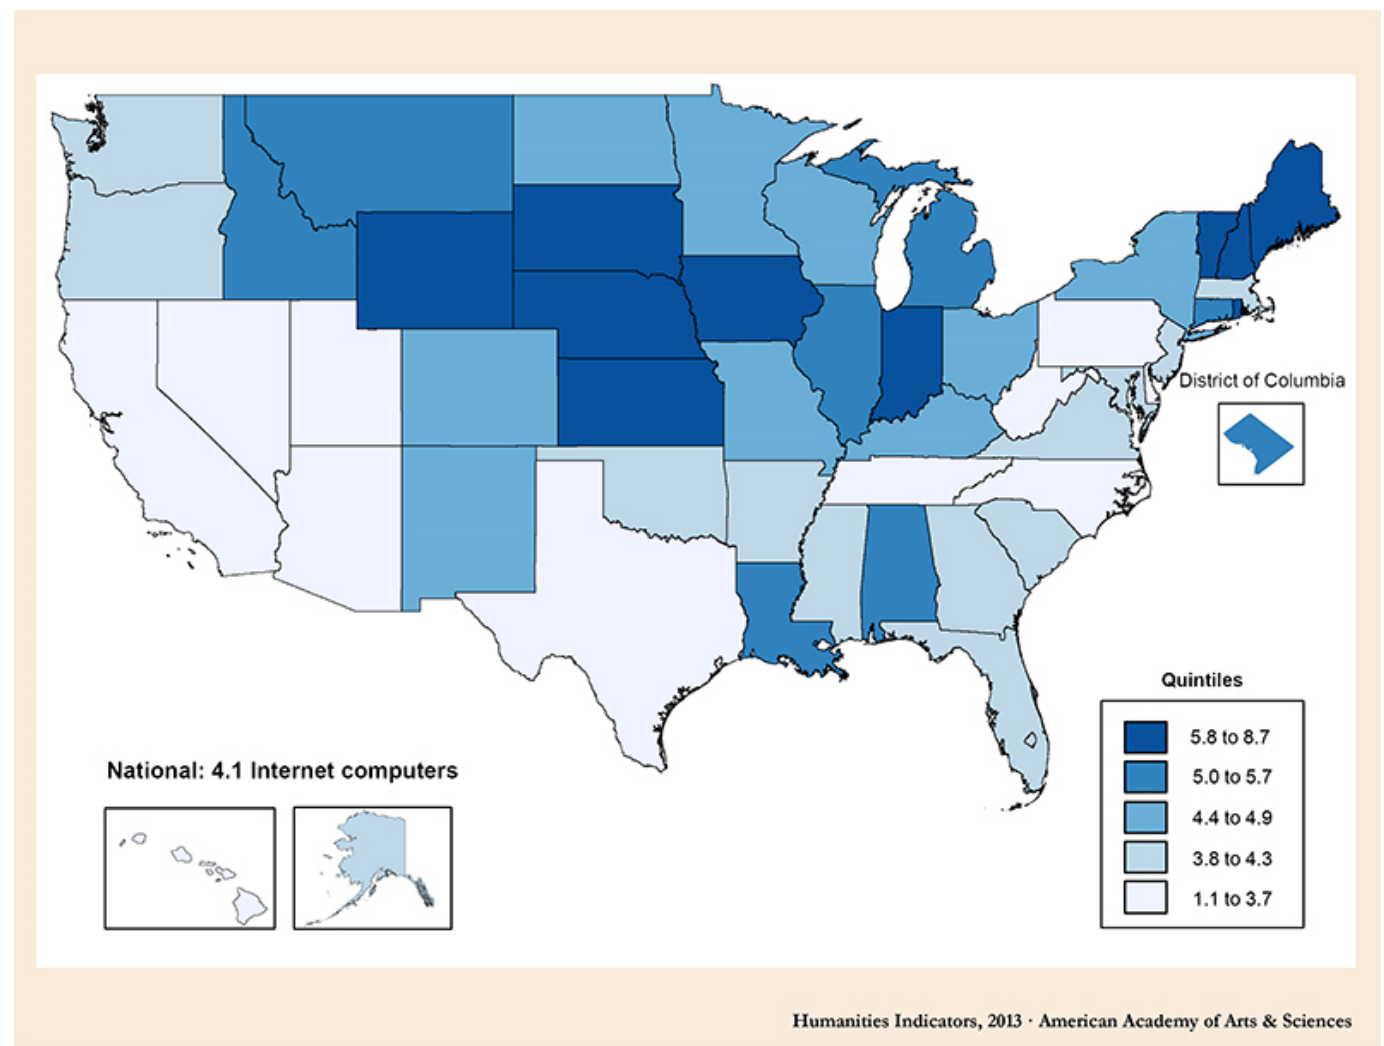 District of Columbia
Quintiles
5.8 to 8.7
5.0 to 5.7
4.4 to 4.9
3.8 to 4.3
1.1 to 3.7
National: 4.1 Internet computers
Humanities Indicators, 2013 · American Academy of Arts & Sciences